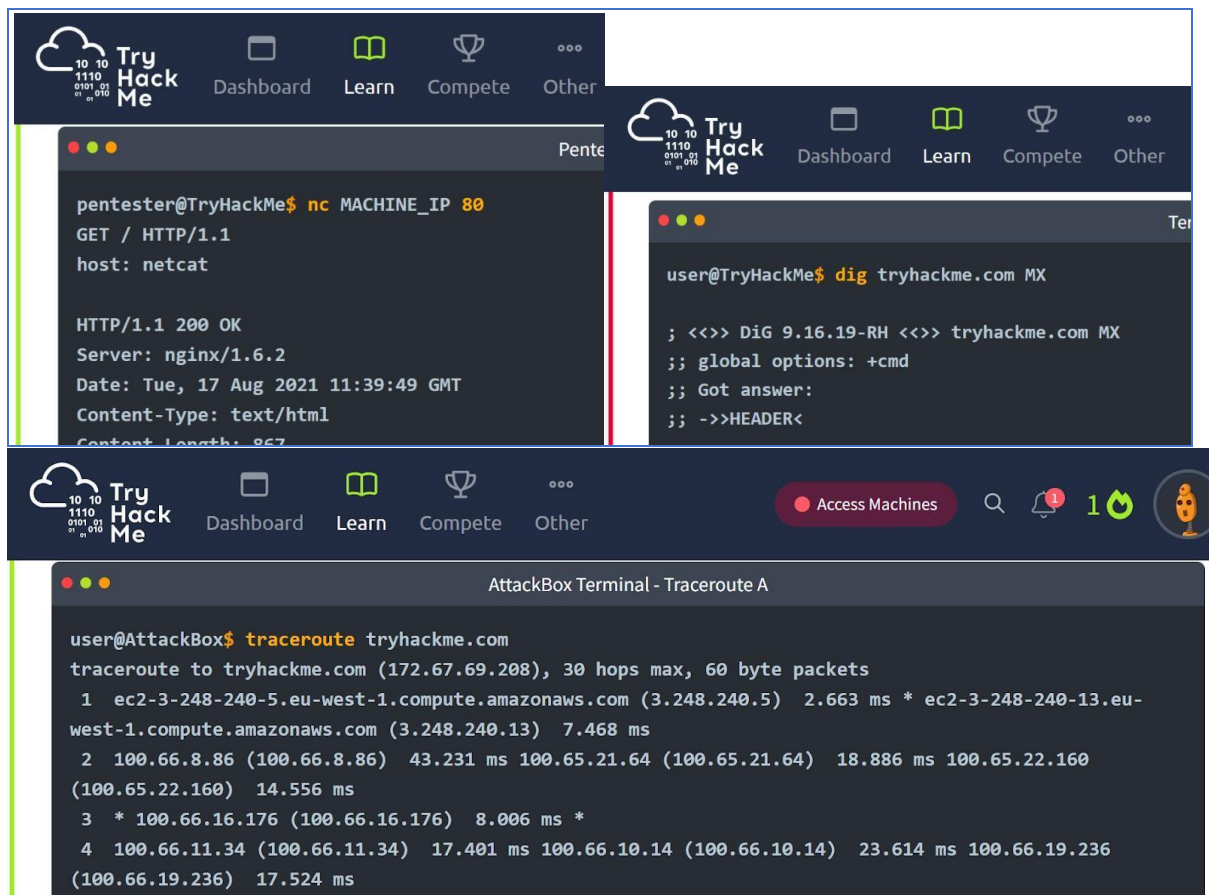 Try
Hack
Me
Dashboard
Learn
Compete
Other
Pente
pentester@TryHackMe$ nc MACHINE_IP 80
GET / HTTP/1.1
host: netcat
HTTP/1.1 200 OK
Server: nginx/1.6.2
Date: Tue, 17 Aug 2021 11:39:49 GMT
Content-Type: text/html
Content-Length: 867
Try
Hack
Me
Dashboard
Learn
Compete
Other
Ter
user@TryHackMe$ dig tryhackme.com MX
; <<>> DiG 9.16.19-RH <<>> tryhackme.com MX
;; global options: +cmd
;; Got answer:
;; ->>HEADER<
Try
Hack
Me
Dashboard
Learn
Compete
Other
Access Machines
1
1
AttackBox Terminal - Traceroute A
user@AttackBox$ traceroute tryhackme.com
traceroute to tryhackme.com (172.67.69.208), 30 hops max, 60 byte packets
1 ec2-3-248-240-5.eu-west-1.compute.amazonaws.com (3.248.240.5) 2.663 ms * ec2-3-248-240-13.eu-
west-1.compute.amazonaws.com (3.248.240.13) 7.468 ms
2 100.66.8.86 (100.66.8.86) 43.231 ms 100.65.21.64 (100.65.21.64) 18.886 ms 100.65.22.160
(100.65.22.160) 14.556 ms
3 * 100.66.16.176 (100.66.16.176) 8.006 ms *
4 100.66.11.34 (100.66.11.34) 17.401 ms 100.66.10.14 (100.66.10.14) 23.614 ms 100.66.19.236
(100.66.19.236) 17.524 ms